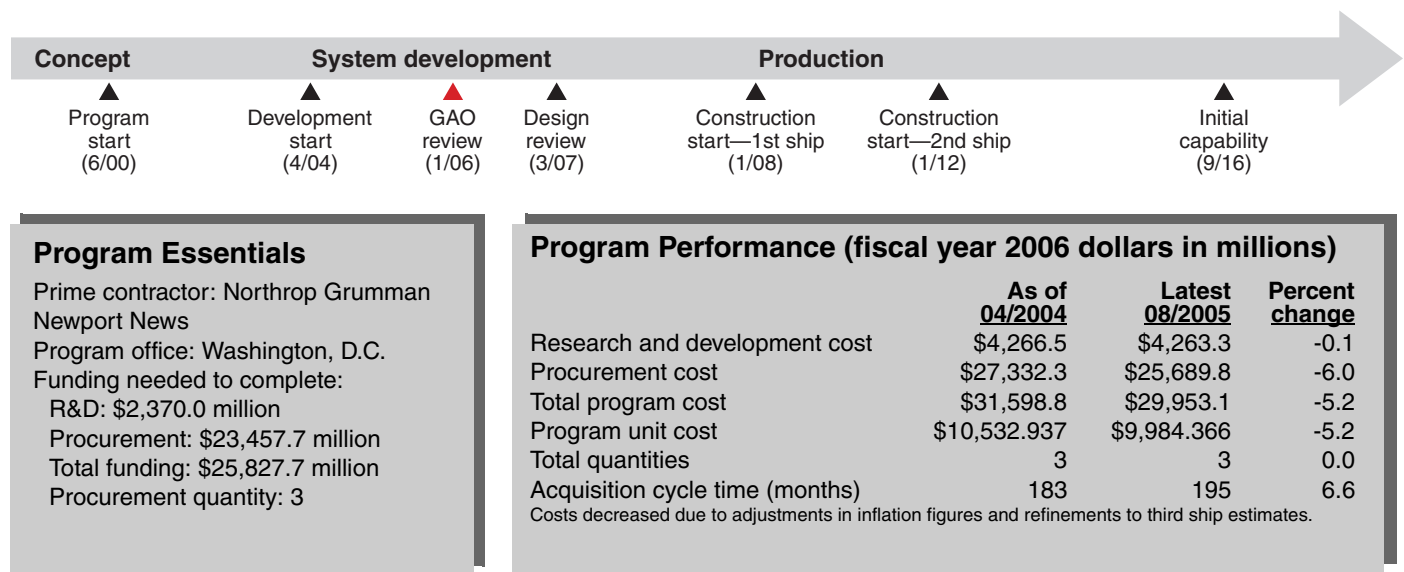 Concept System development Production
Program start (6/00)
Development start (4/04)
GAO review (1/06)
Design review (3/07)
Construction start—1st ship (1/08)
Construction start—2nd ship (1/12)
Initial capability (9/16)
Program Essentials
Prime contractor: Northrop Grumman
Newport News
Program office: Washington, D.C.
Funding needed to complete:
R&D: $2,370.0 million
Procurement: $23,457.7 million
Total funding: $25,827.7 million
Procurement quantity: 3
Program Performance (fiscal year 2006 dollars in millions)
As of Latest Percent
04/2004 08/2005 change
Research and development cost $4,266.5 $4,263.3 -0.1
Procurement cost $27,332.3 $25,689.8 -6.0
Total program cost $31,598.8 $29,953.1 -5.2
Program unit cost $10,532.937 $9,984.366 -5.2
Total quantities 3 3 0.0
Acquisition cycle time (months) 183 195 6.6
Costs decreased due to adjustments in inflation figures and refinements to third ship estimates.